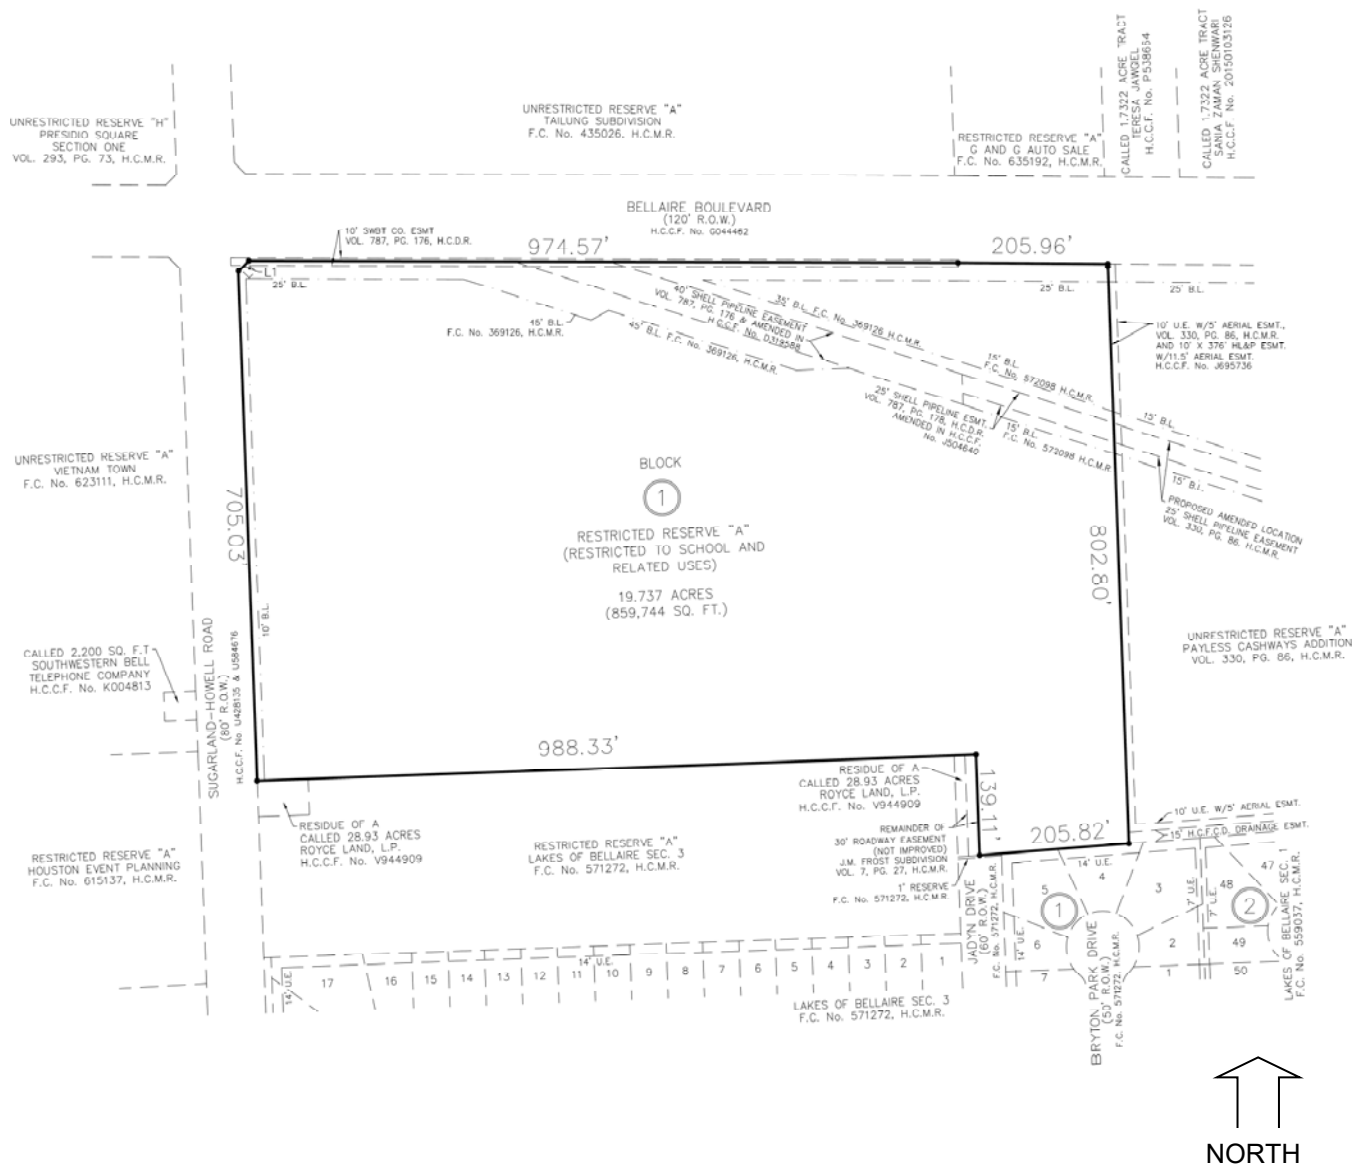 UNRESTRICTED RESERVE "H"
PRESIDIO SQUARE
SECTION ONE
VOL. 293, PG. 73, H.C.M.R.
UNRESTRICTED RESERVE "A"
TAILUNG SUBDIVISION
F.C. No. 435026, H.C.M.R.
RESTRICTED RESERVE "A"
G AND G AUTO SALE
F.C. No. 635192, H.C.M.R.
CALLED 1.7322 ACRE TRACT
TERESA JAWQEL
H.C.C.F. No. P538654
CALLED 1.7322 ACRE TRACT
SANIA ZAMAN SHENWARI
H.C.C.F. No. 20150103126
BELLAIRE BOULEVARD
(120' R.O.W.)
H.C.C.F. No. G044462
10' SWBT CO. ESMT
VOL. 787, PG. 176, H.C.D.R.
974.57'
205.96'
L1
25' B.L.
25' B.L.
25' B.L.
40' SHELL PIPELINE EASEMENT
VOL. 787, PG. 176 & AMENDED IN
H.C.C.F. No. D319588
35' B.L. F.C. No. 369126 H.C.M.R.
45' B.L.
F.C. No. 369126, H.C.M.R.
45' B.L. F.C. No. 369126, H.C.M.R.
10' U.E. W/5' AERIAL ESMT.,
VOL. 330, PG. 86, H.C.M.R.
AND 10' X 376' HL&P ESMT.
W/11.5' AERIAL ESMT.
H.C.C.F. No. J695736
15' B.L.
F.C. No. 572098 H.C.M.R.
25' SHELL PIPELINE ESMT.
VOL. 787, PG. 178, H.C.D.R.
AMENDED IN H.C.C.F.
No. J504640
15' B.L.
F.C. No. 572098 H.C.M.R.
15' B.L.
15' B.L.
PROPOSED AMENDED LOCATION
25' SHELL PIPELINE EASEMENT
VOL. 330, PG. 86, H.C.M.R.
UNRESTRICTED RESERVE "A"
VIETNAM TOWN
F.C. No. 623111, H.C.M.R.
BLOCK
1
RESTRICTED RESERVE "A"
(RESTRICTED TO SCHOOL AND
RELATED USES)
19.737 ACRES
(859,744 SQ. FT.)
705.03'
802.80'
10' B.L.
CALLED 2,200 SQ. F.T
SOUTHWESTERN BELL
TELEPHONE COMPANY
H.C.C.F. No. K004813
SUGARLAND-HOWELL ROAD
(80' R.O.W.)
H.C.C.F. No U428135 & U584676
UNRESTRICTED RESERVE "A"
PAYLESS CASHWAYS ADDITION
VOL. 330, PG. 86, H.C.M.R.
988.33'
139.11'
205.82'
RESIDUE OF A
CALLED 28.93 ACRES
ROYCE LAND, L.P.
H.C.C.F. No. V944909
RESIDUE OF A
CALLED 28.93 ACRES
ROYCE LAND, L.P.
H.C.C.F. No. V944909
REMAINDER OF
30' ROADWAY EASEMENT
(NOT IMPROVED)
J.M. FROST SUBDIVISION
VOL. 7, PG. 27, H.C.M.R.
1' RESERVE
F.C. No. 571272, H.C.M.R.
10' U.E. W/5' AERIAL ESMT.
15' H.C.F.C.D. DRAINAGE ESMT.
RESTRICTED RESERVE "A"
HOUSTON EVENT PLANNING
F.C. No. 615137, H.C.M.R.
RESTRICTED RESERVE "A"
LAKES OF BELLAIRE SEC. 3
F.C. No. 571272, H.C.M.R.
14' U.E.
5
4
3
1
6
2
7
1
14' U.E.
7' U.E.
7' U.E.
47
48
2
49
50
LAKES OF BELLAIRE SEC. 1
F.C. No. 559037, H.C.M.R.
JADYN DRIVE
(60' R.O.W.)
F.C. No. 571272, H.C.M.R.
BRYTON PARK DRIVE
(50' R.O.W.)
F.C. No. 571272, H.C.M.R.
14' U.E.
14' U.E.
17
16
15
14
13
12
11
10
9
8
7
6
5
4
3
2
1
LAKES OF BELLAIRE SEC. 3
F.C. No. 571272, H.C.M.R.
NORTH